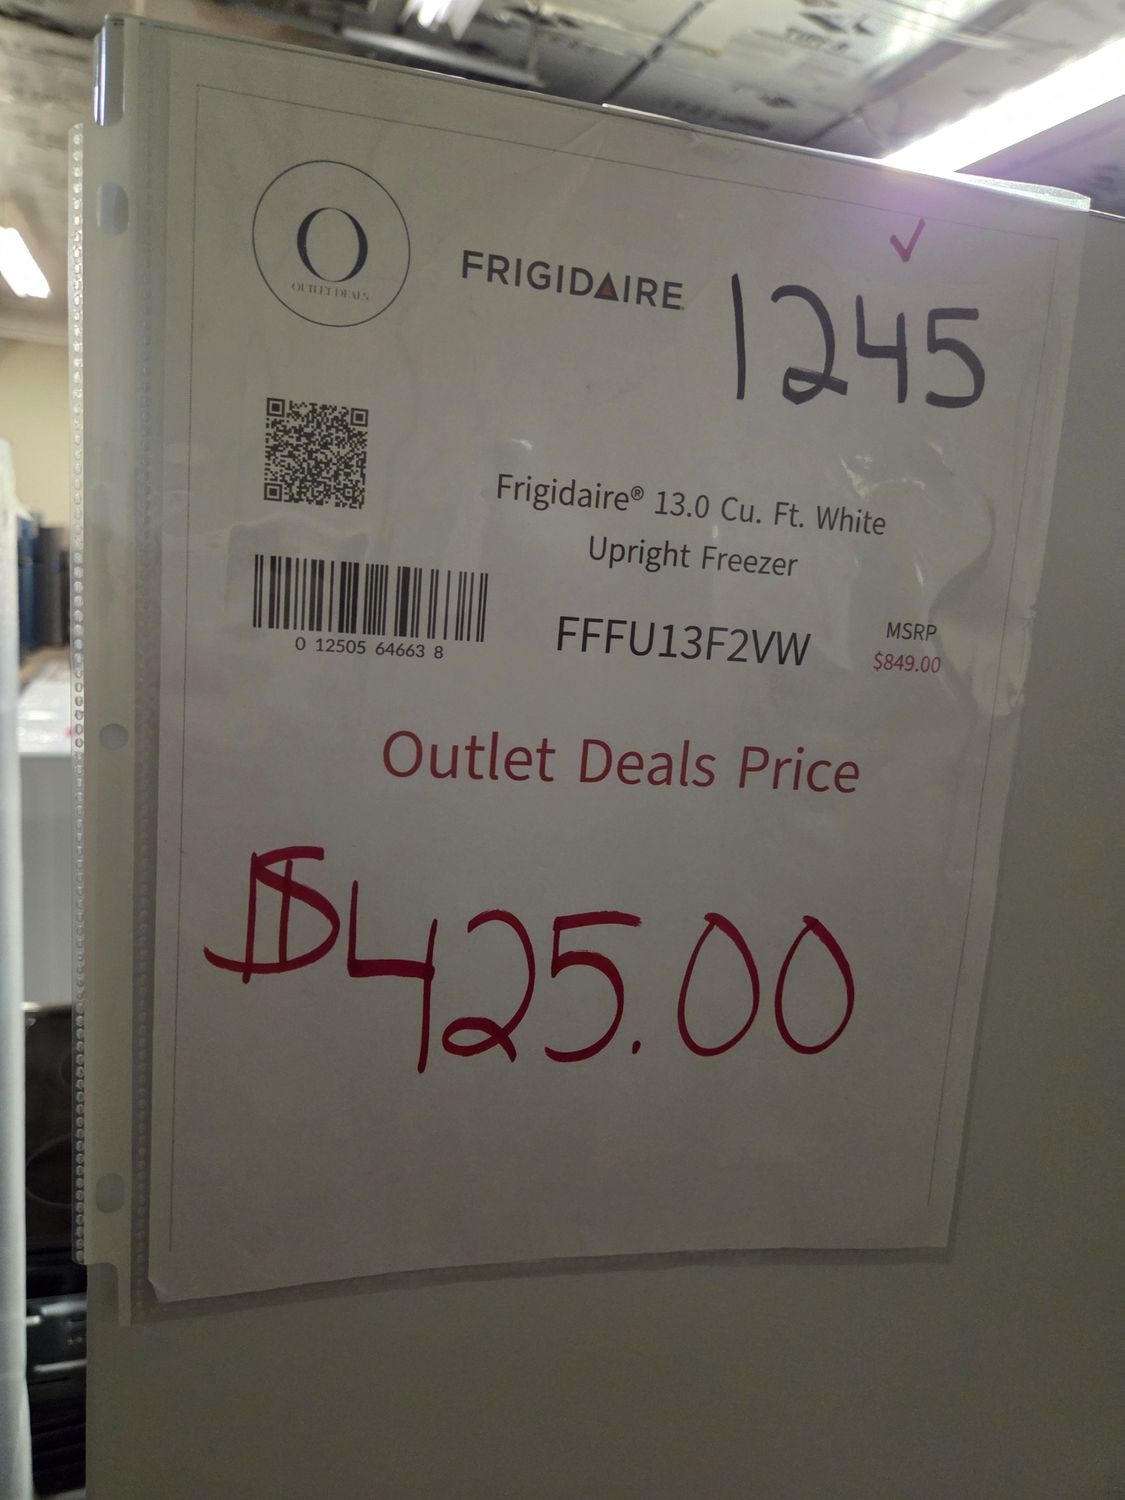 O
OUTLET DEALS
FRIGIDAIRE
✓
1245
Frigidaire® 13.0 Cu. Ft. White
Upright Freezer
0 12505 64663 8
FFFU13F2VW
MSRP
$849.00
Outlet Deals Price
$425.00